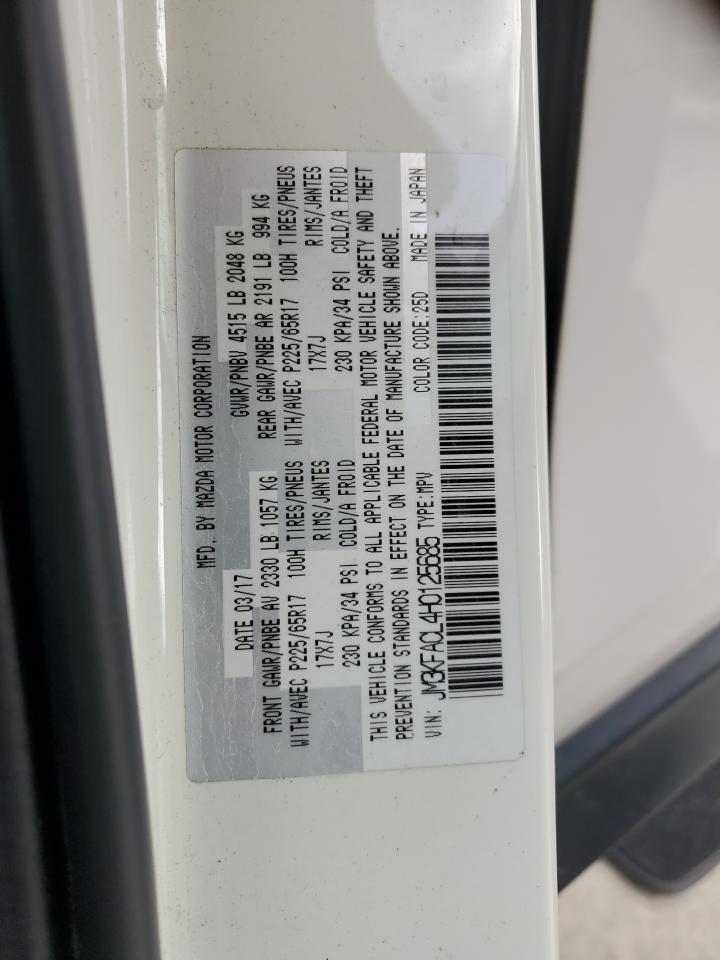 MFD. BY MAZDA MOTOR CORPORATION
DATE 03/17 GVWR/PNBV 4515 LB 2048 KG
FRONT GAWR/PNBE AV 2330 LB 1057 KG REAR GAWR/PNBE AR 2191 LB 994 KG
WITH/AVEC P225/65R17 100H TIRES/PNEUS WITH/AVEC P225/65R17 100H TIRES/PNEUS
17X7J RIMS/JANTES 17X7J RIMS/JANTES
230 KPA/34 PSI COLD/A FROID 230 KPA/34 PSI COLD/A FROID
THIS VEHICLE CONFORMS TO ALL APPLICABLE FEDERAL MOTOR VEHICLE SAFETY AND THEFT
PREVENTION STANDARDS IN EFFECT ON THE DATE OF MANUFACTURE SHOWN ABOVE.
VIN: JM3KFACL4H0125685 TYPE:MPV COLOR CODE:25D MADE IN JAPAN